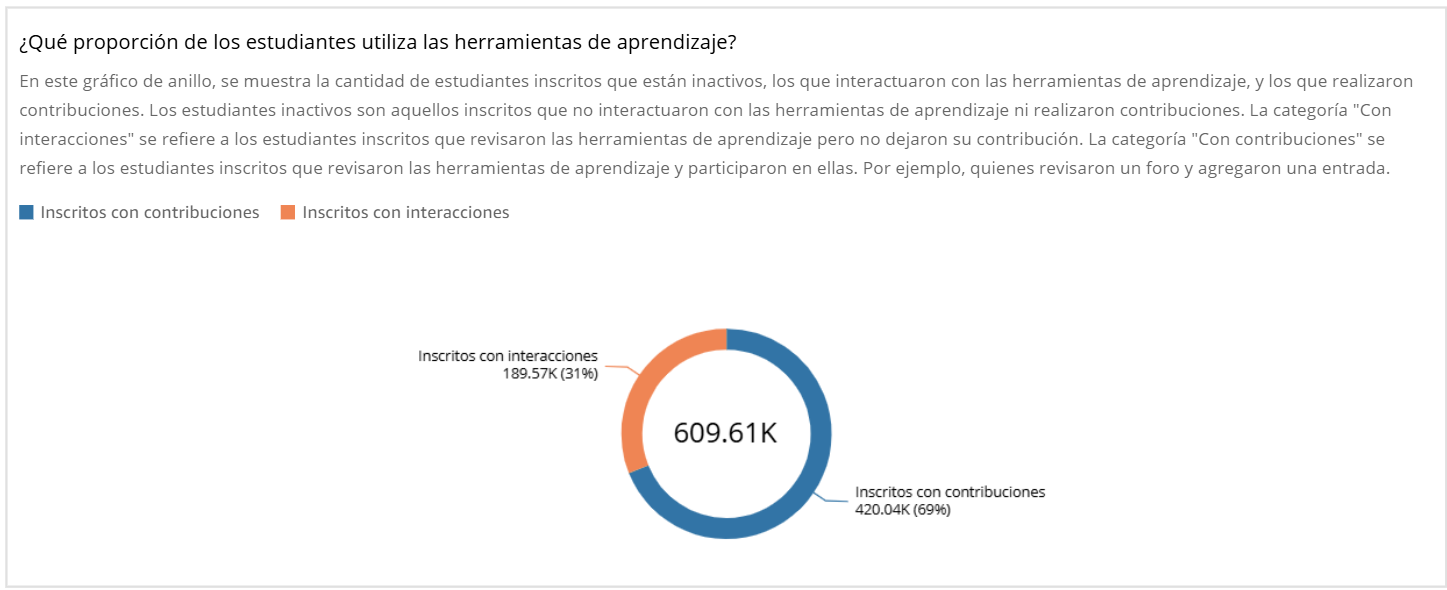 ¿Qué proporción de los estudiantes utiliza las herramientas de aprendizaje?
En este gráfico de anillo, se muestra la cantidad de estudiantes inscritos que están inactivos, los que interactuaron con las herramientas de aprendizaje, y los que realizaron
contribuciones. Los estudiantes inactivos son aquellos inscritos que no interactuaron con las herramientas de aprendizaje ni realizaron contribuciones. La categoría "Con
interacciones" se refiere a los estudiantes inscritos que revisaron las herramientas de aprendizaje pero no dejaron su contribución. La categoría "Con contribuciones" se
refiere a los estudiantes inscritos que revisaron las herramientas de aprendizaje y participaron en ellas. Por ejemplo, quienes revisaron un foro y agregaron una entrada.
Inscritos con contribuciones Inscritos con interacciones
Inscritos con interacciones
189.57K (31%)
609.61K
Inscritos con contribuciones
420.04K (69%)